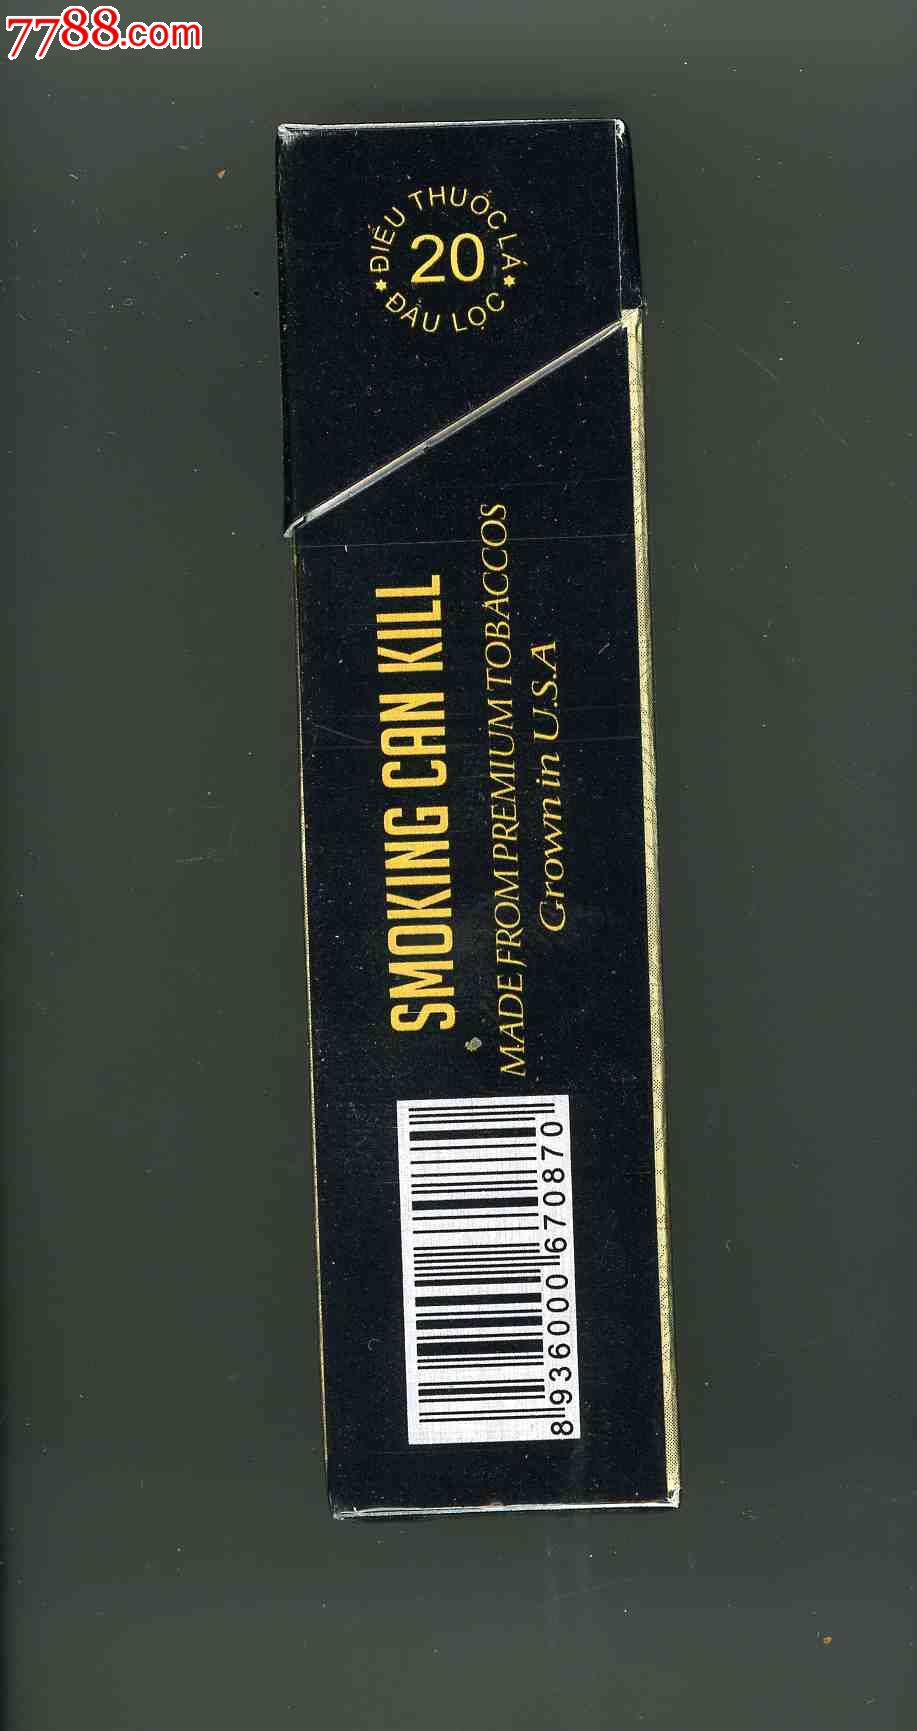 7788.com
ĐIẾU THUỐC LÁ
20
ĐẦU LỌC
SMOKING CAN KILL
MADE FROM PREMIUM TOBACCOS
Grown in U.S.A
8936000670870